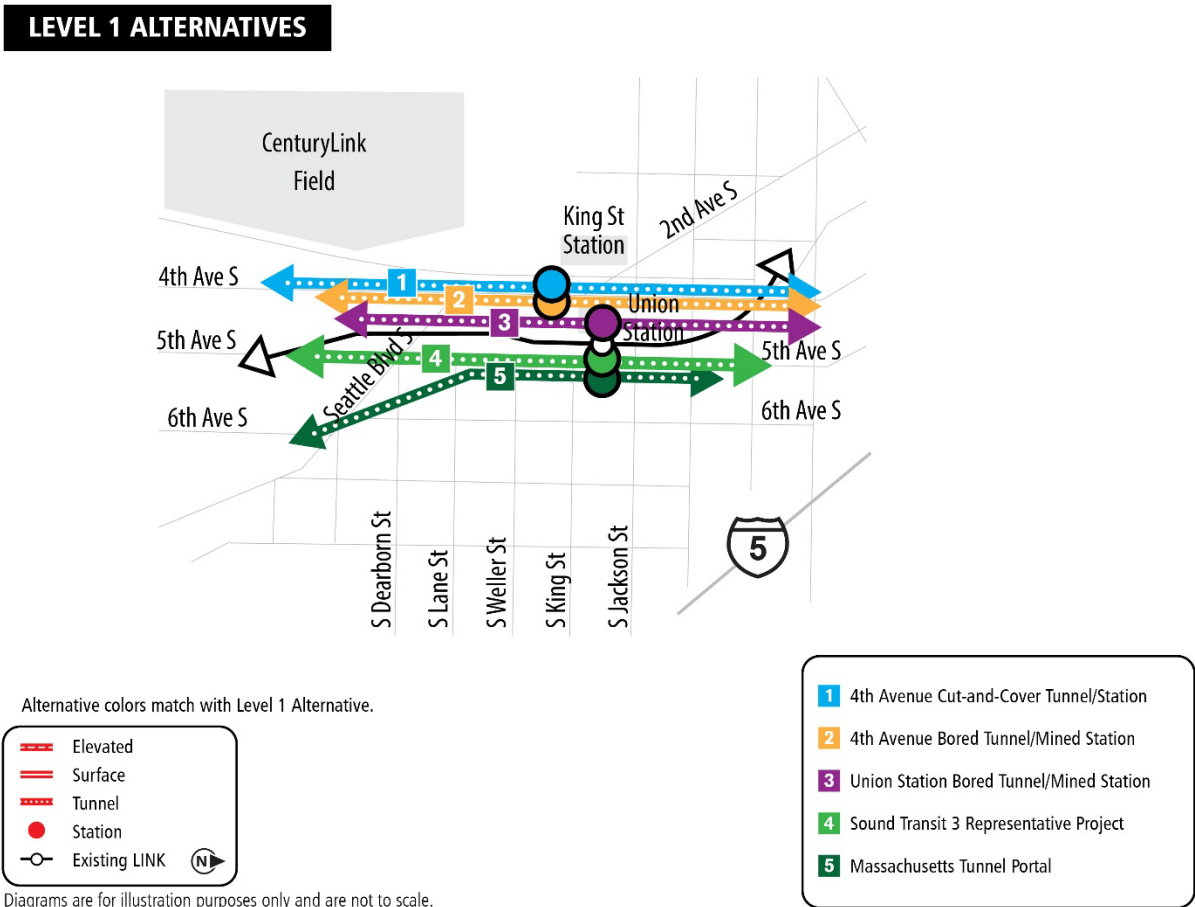 LEVEL 1 ALTERNATIVES
CenturyLink
Field
King St
Station
2nd Ave S
4th Ave S
1
2
Union
Station
3
5th Ave S
5th Ave S
Seattle Blvd S
4
5
6th Ave S
6th Ave S
S Dearborn St
S Lane St
S Weller St
S King St
S Jackson St
5
Alternative colors match with Level 1 Alternative.
Elevated
Surface
Tunnel
Station
Existing LINK
N
1 4th Avenue Cut-and-Cover Tunnel/Station
2 4th Avenue Bored Tunnel/Mined Station
3 Union Station Bored Tunnel/Mined Station
4 Sound Transit 3 Representative Project
5 Massachusetts Tunnel Portal
Diagrams are for illustration purposes only and are not to scale.